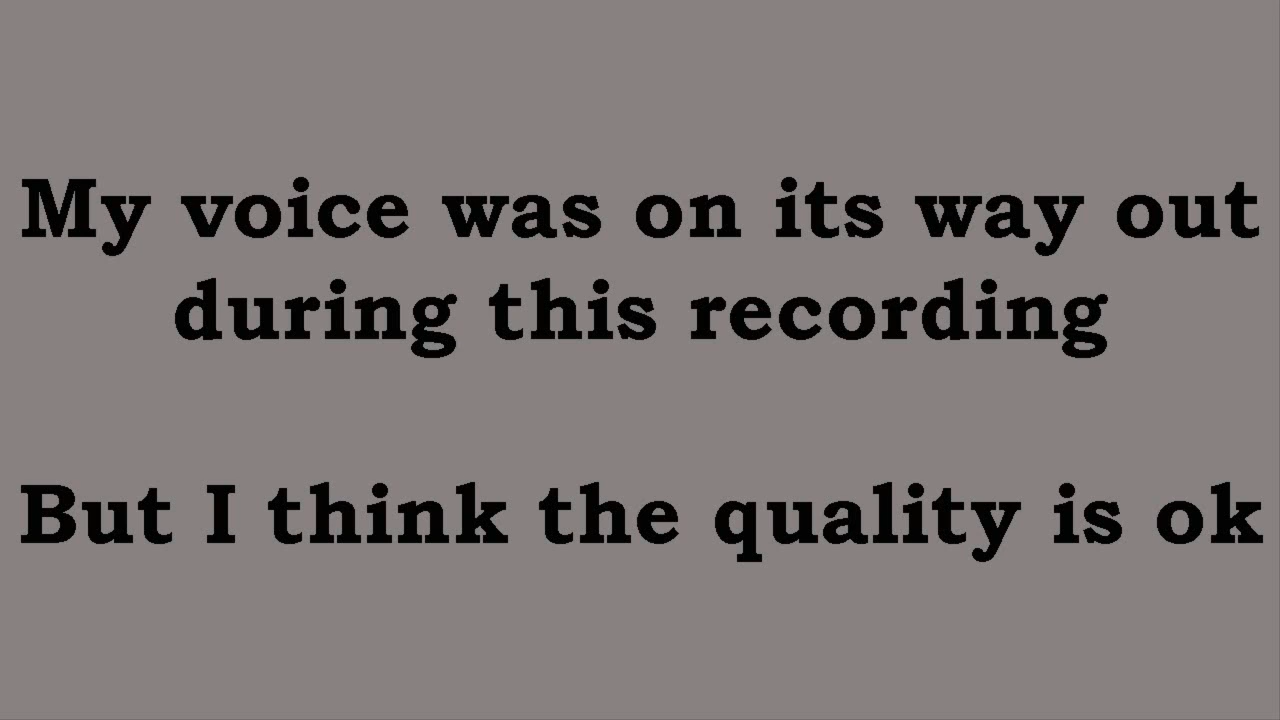 My voice was on its way out
during this recording
But I think the quality is ok